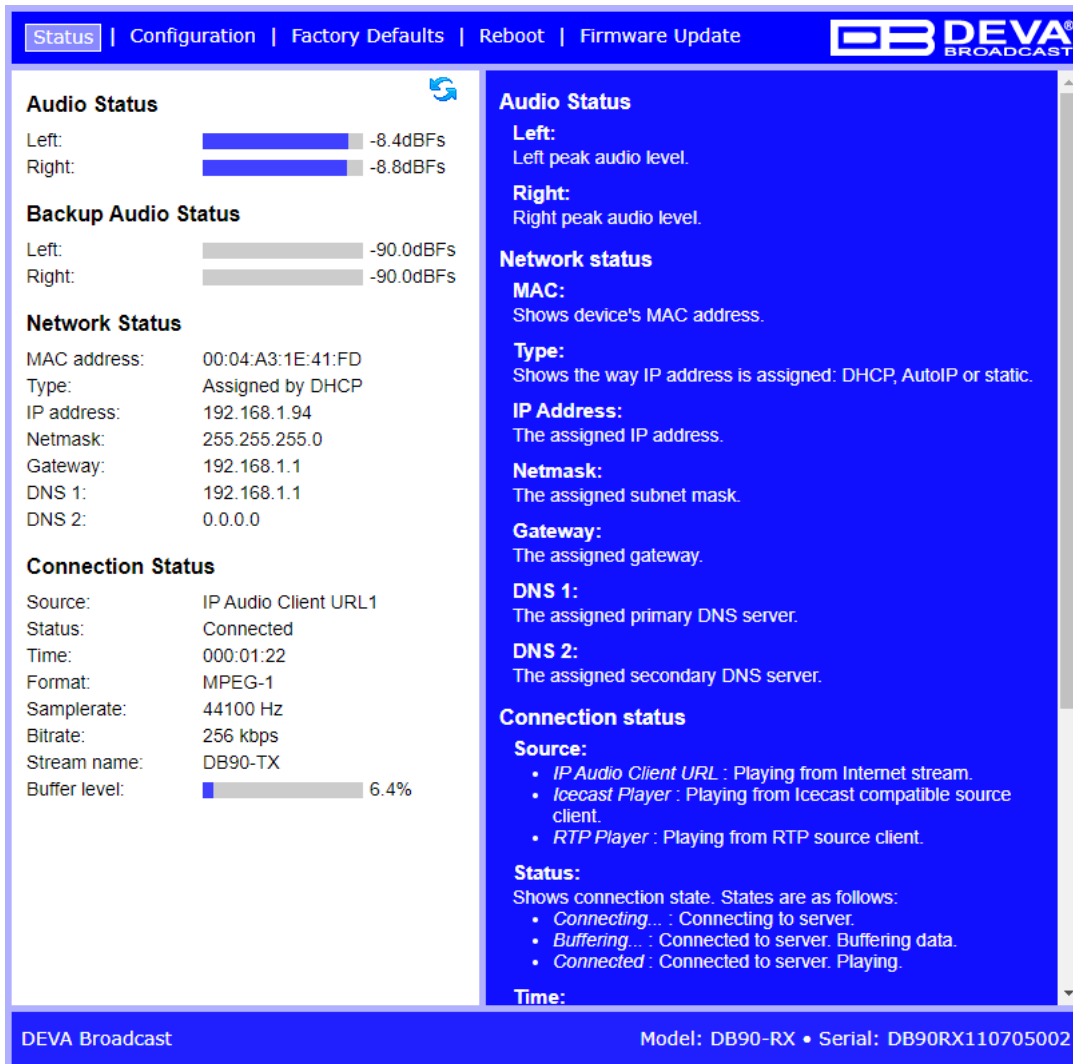 Status | Configuration | Factory Defaults | Reboot | Firmware Update
DEVA®
BROADCAST
Audio Status
Left: -8.4dBFs
Right: -8.8dBFs
Backup Audio Status
Left: -90.0dBFs
Right: -90.0dBFs
Network Status
MAC address: 00:04:A3:1E:41:FD
Type: Assigned by DHCP
IP address: 192.168.1.94
Netmask: 255.255.255.0
Gateway: 192.168.1.1
DNS 1: 192.168.1.1
DNS 2: 0.0.0.0
Connection Status
Source: IP Audio Client URL1
Status: Connected
Time: 000:01:22
Format: MPEG-1
Samplerate: 44100 Hz
Bitrate: 256 kbps
Stream name: DB90-TX
Buffer level: 6.4%
Audio Status
Left:
Left peak audio level.
Right:
Right peak audio level.
Network status
MAC:
Shows device's MAC address.
Type:
Shows the way IP address is assigned: DHCP, AutoIP or static.
IP Address:
The assigned IP address.
Netmask:
The assigned subnet mask.
Gateway:
The assigned gateway.
DNS 1:
The assigned primary DNS server.
DNS 2:
The assigned secondary DNS server.
Connection status
Source:
• IP Audio Client URL : Playing from Internet stream.
• Icecast Player : Playing from Icecast compatible source
client.
• RTP Player : Playing from RTP source client.
Status:
Shows connection state. States are as follows:
• Connecting... : Connecting to server.
• Buffering... : Connected to server. Buffering data.
• Connected : Connected to server. Playing.
Time:
DEVA Broadcast
Model: DB90-RX • Serial: DB90RX110705002